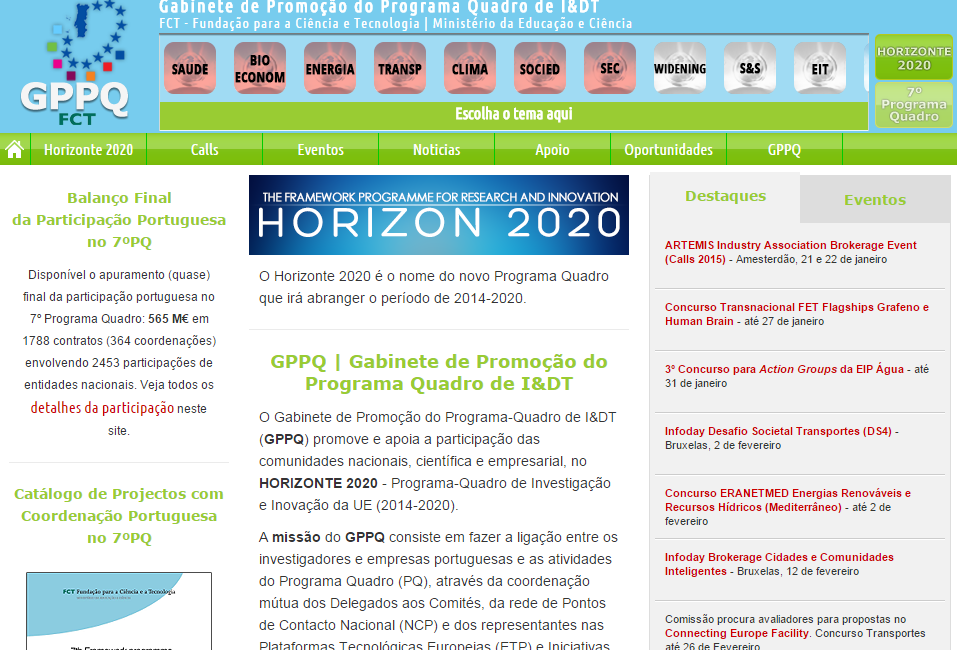 Gabinete de Promoção do Programa Quadro de I&DT
FCT - Fundação para a Ciência e Tecnologia | Ministério da Educação e Ciência
GPPQ
FCT
SAUDE
BIO
ECONOM
ENERGIA
TRANSP
CLIMA
SOCIED
SEC
WIDENING
S&S
EIT
Escolha o tema aqui
HORIZONTE
2020
7º
Programa
Quadro
Horizonte 2020
Calls
Eventos
Noticias
Apoio
Oportunidades
GPPQ
Balanço Final
da Participação Portuguesa
no 7ºPQ
Disponível o apuramento (quase)
final da participação portuguesa no
7º Programa Quadro: 565 M€ em
1788 contratos (364 coordenações)
envolvendo 2453 participações de
entidades nacionais. Veja todos os
detalhes da participação neste
site.
Catálogo de Projectos com
Coordenação Portuguesa
no 7ºPQ
FCT Fundação para a Ciência e a Tecnologia
7th Framework programme
THE FRAMEWORK PROGRAMME FOR RESEARCH AND INNOVATION
HORIZON 2020
O Horizonte 2020 é o nome do novo Programa Quadro
que irá abranger o período de 2014-2020.
GPPQ | Gabinete de Promoção do
Programa Quadro de I&DT
O Gabinete de Promoção do Programa-Quadro de I&DT
(GPPQ) promove e apoia a participação das
comunidades nacionais, científica e empresarial, no
HORIZONTE 2020 - Programa-Quadro de Investigação
e Inovação da UE (2014-2020).
A missão do GPPQ consiste em fazer a ligação entre os
investigadores e empresas portuguesas e as atividades
do Programa Quadro (PQ), através da coordenação
mútua dos Delegados aos Comités, da rede de Pontos
de Contacto Nacional (NCP) e dos representantes nas
Plataformas Tecnológicas Europeias (ETP) e Iniciativas
Destaques
Eventos
ARTEMIS Industry Association Brokerage Event
(Calls 2015) - Amesterdão, 21 e 22 de janeiro
Concurso Transnacional FET Flagships Grafeno e
Human Brain - até 27 de janeiro
3º Concurso para Action Groups da EIP Água - até
31 de janeiro
Infoday Desafio Societal Transportes (DS4) -
Bruxelas, 2 de fevereiro
Concurso ERANETMED Energias Renováveis e
Recursos Hídricos (Mediterrâneo) - até 2 de
fevereiro
Infoday Brokerage Cidades e Comunidades
Inteligentes - Bruxelas, 12 de fevereiro
Comissão procura avaliadores para propostas no
Connecting Europe Facility. Concurso Transportes
até 26 de Fevereiro